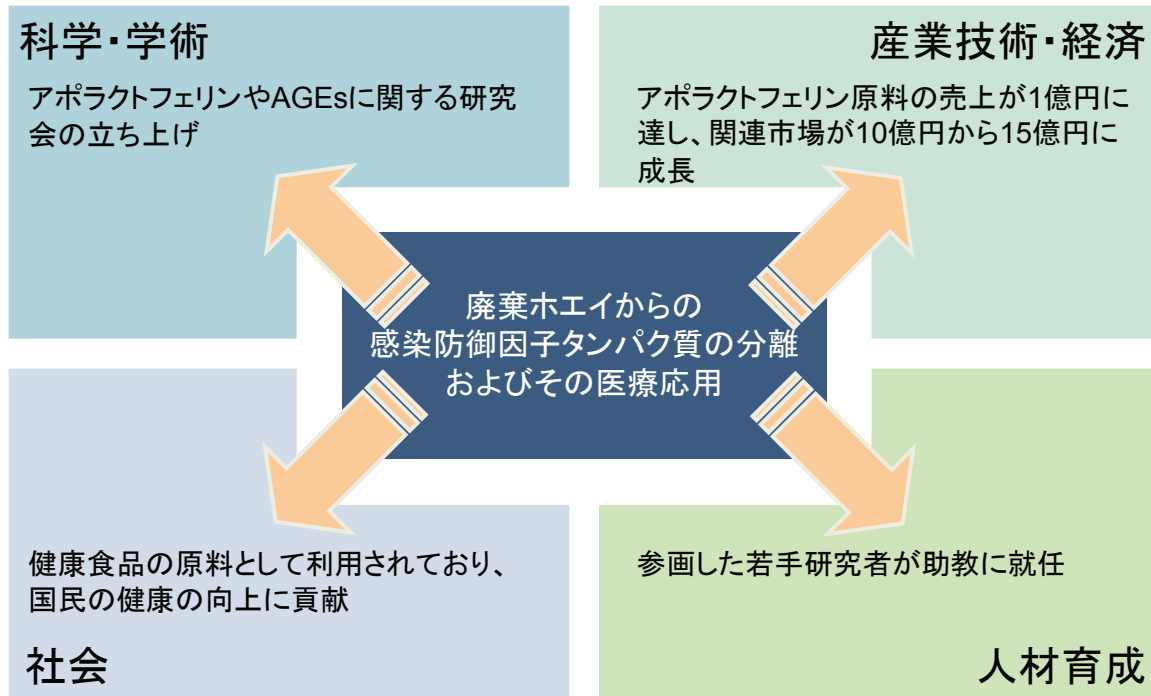 科学・学術
アポラクトフェリンやAGEsに関する研究
会の立ち上げ
産業技術・経済
アポラクトフェリン原料の売上が1億円に
達し、関連市場が10億円から15億円に
成長
廃棄ホエイからの
感染防御因子タンパク質の分離
およびその医療応用
健康食品の原料として利用されており、
国民の健康の向上に貢献
社会
参画した若手研究者が助教に就任
人材育成